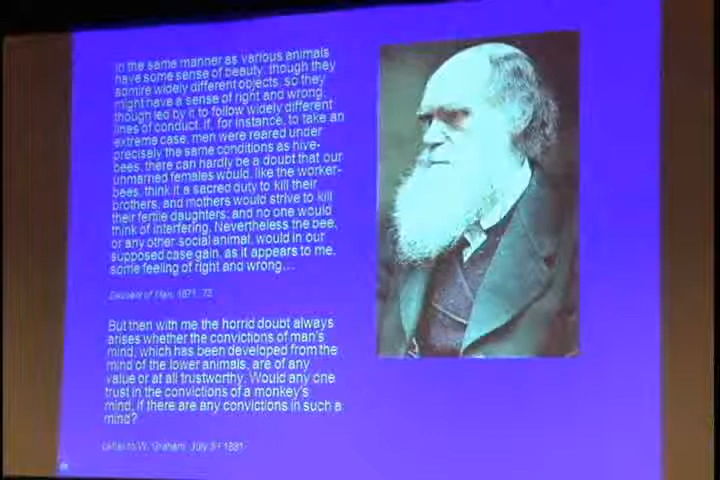 In the same manner as various animals
have some sense of beauty, though they
admire widely different objects, so they
might have a sense of right and wrong,
though led by it to follow widely different
lines of conduct. If, for instance, to take an
extreme case, men were reared under
precisely the same conditions as hive-
bees, there can hardly be a doubt that our
unmarried females would, like the worker-
bees, think it a sacred duty to kill their
brothers, and mothers would strive to kill
their fertile daughters; and no one would
think of interfering. Nevertheless the bee,
or any other social animal, would in our
supposed case gain, as it appears to me,
some feeling of right and wrong...
Descent of Man, 1871, 73
But then with me the horrid doubt always
arises whether the convictions of man's
mind, which has been developed from the
mind of the lower animals, are of any
value or at all trustworthy. Would any one
trust in the convictions of a monkey's
mind, if there are any convictions in such a
mind?
Letter to W. Graham, July 3rd 1881